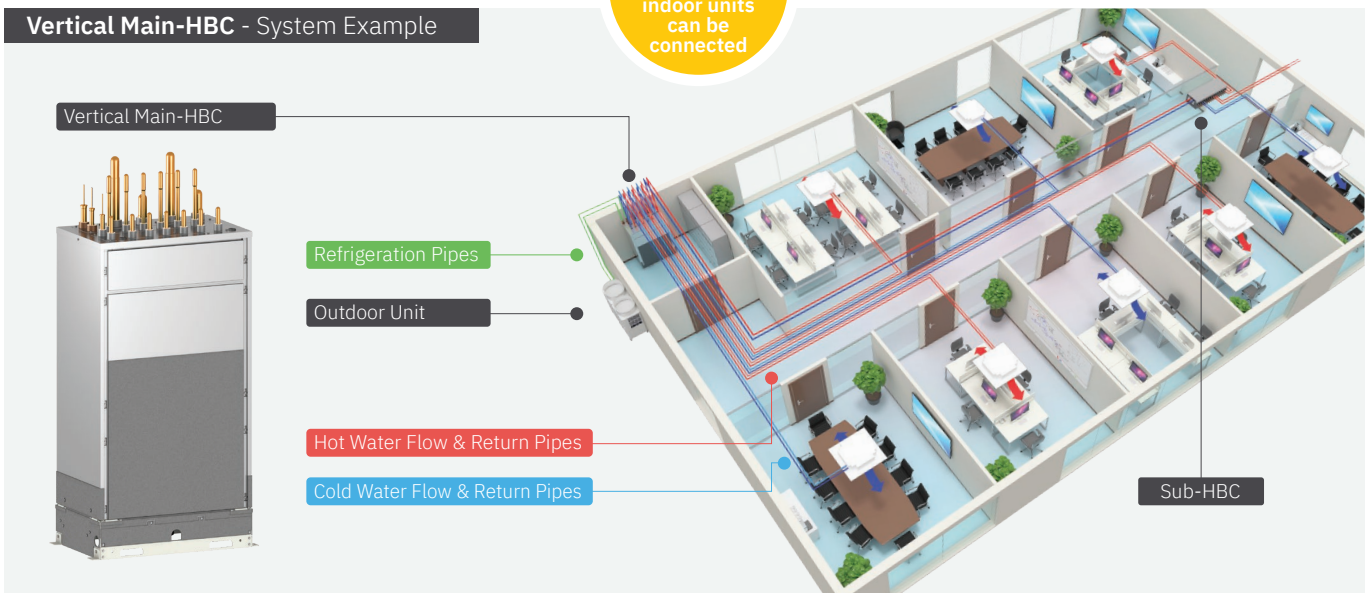 Vertical Main-HBC - System Example
indoor units
can be
connected
Vertical Main-HBC
Refrigeration Pipes
Outdoor Unit
Hot Water Flow & Return Pipes
Cold Water Flow & Return Pipes
Sub-HBC